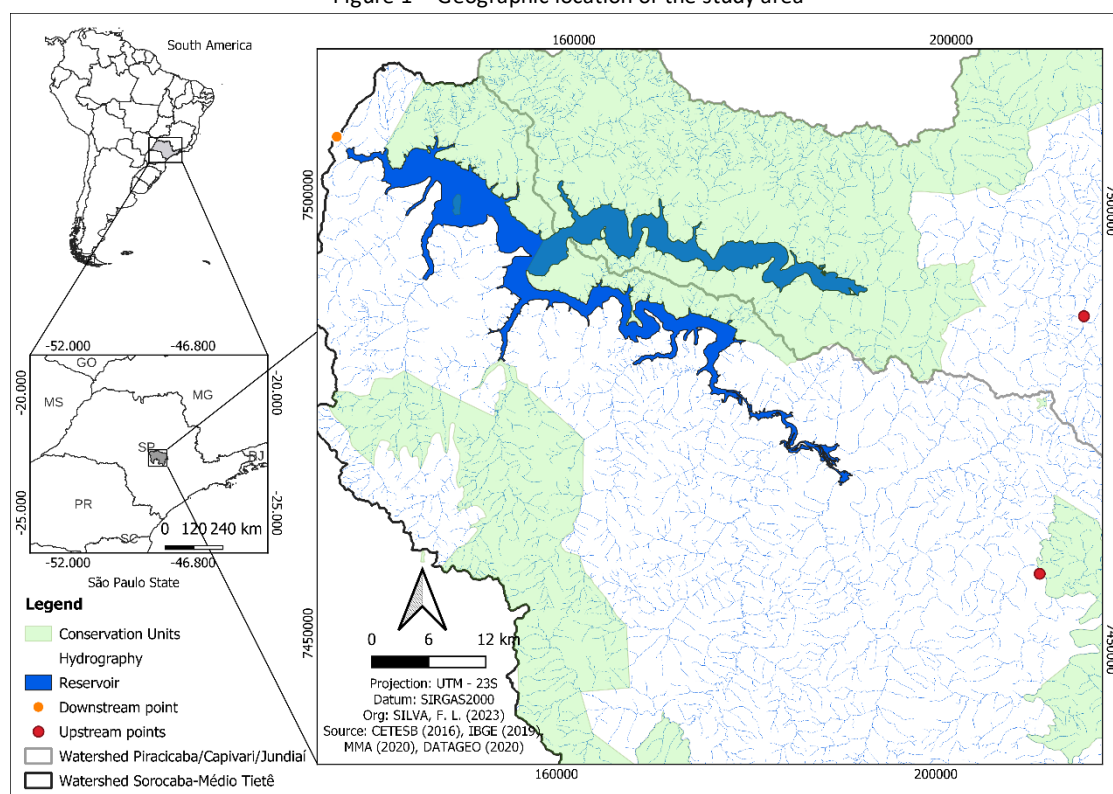 Figure 1 – Geographic location of the study area
South America
160000
200000
7500000
7500000
-52.000
-46.800
GO
MG
MS
SP
RJ
PR
SC
-20.000
-20.000
-25.000
-25.000
0 120 240 km
-52.000
-46.800
São Paulo State
Legend
Conservation Units
Hydrography
Reservoir
Downstream point
Upstream points
Watershed Piracicaba/Capivari/Jundiaí
Watershed Sorocaba-Médio Tietê
0 6 12 km
Projection: UTM - 23S
Datum: SIRGAS2000
Org: SILVA, F. L. (2023)
Source: CETESB (2016), IBGE (2019)
MMA (2020), DATAGEO (2020)
7450000
7450000
160000
200000